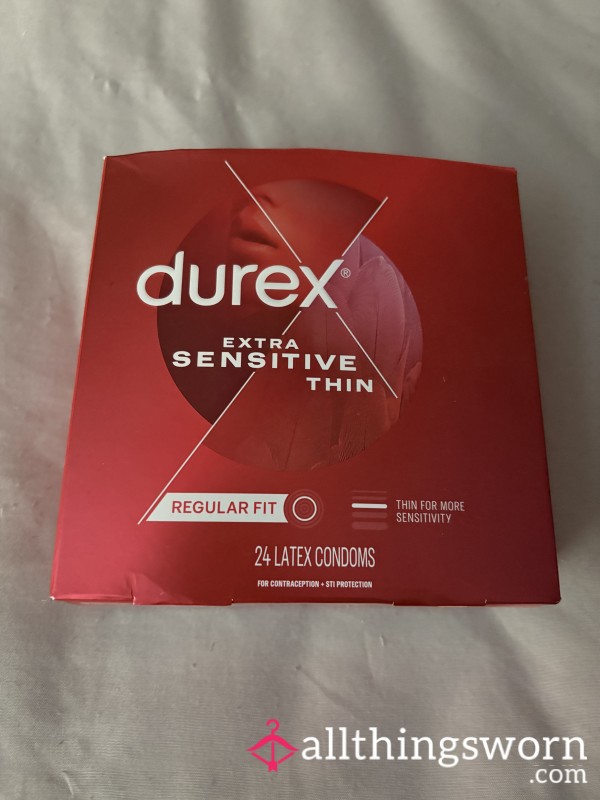 durex®
EXTRA
SENSITIVE
THIN
REGULAR FIT
THIN FOR MORE
SENSITIVITY
24 LATEX CONDOMS
FOR CONTRACEPTION + STI PROTECTION
allthingsworn
.com